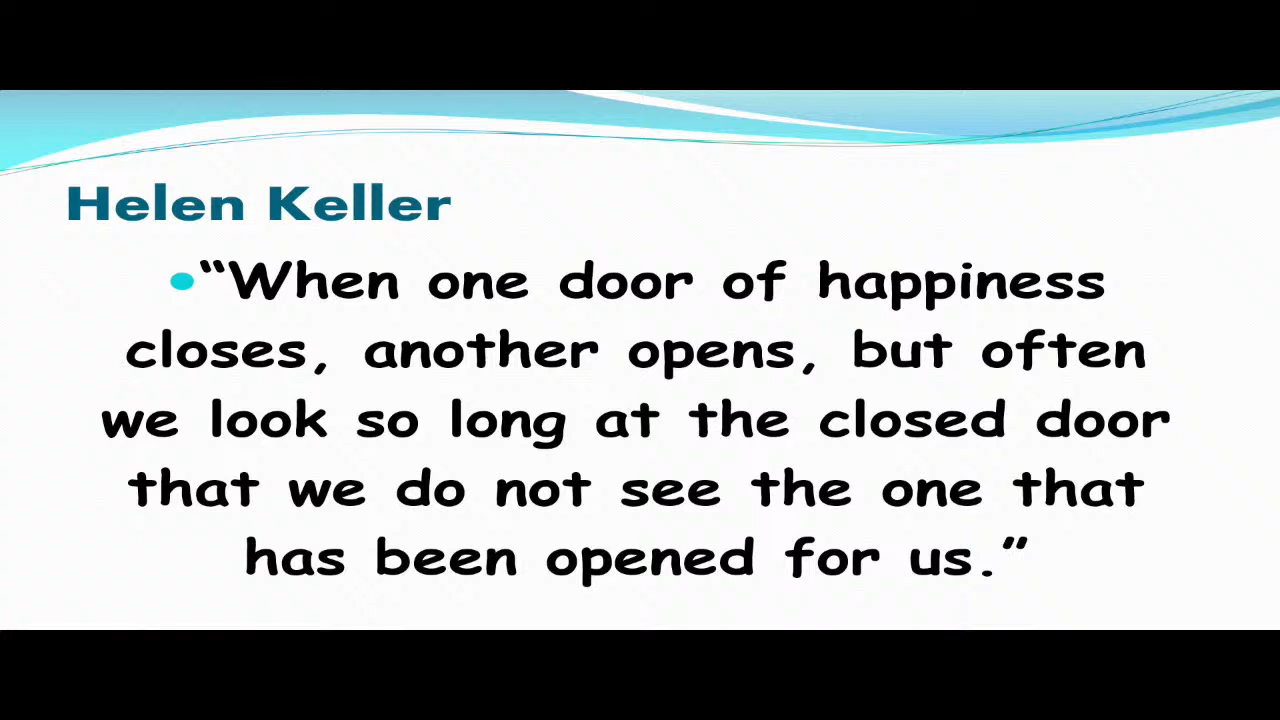 Helen Keller
•“When one door of happiness
closes, another opens, but often
we look so long at the closed door
that we do not see the one that
has been opened for us.”